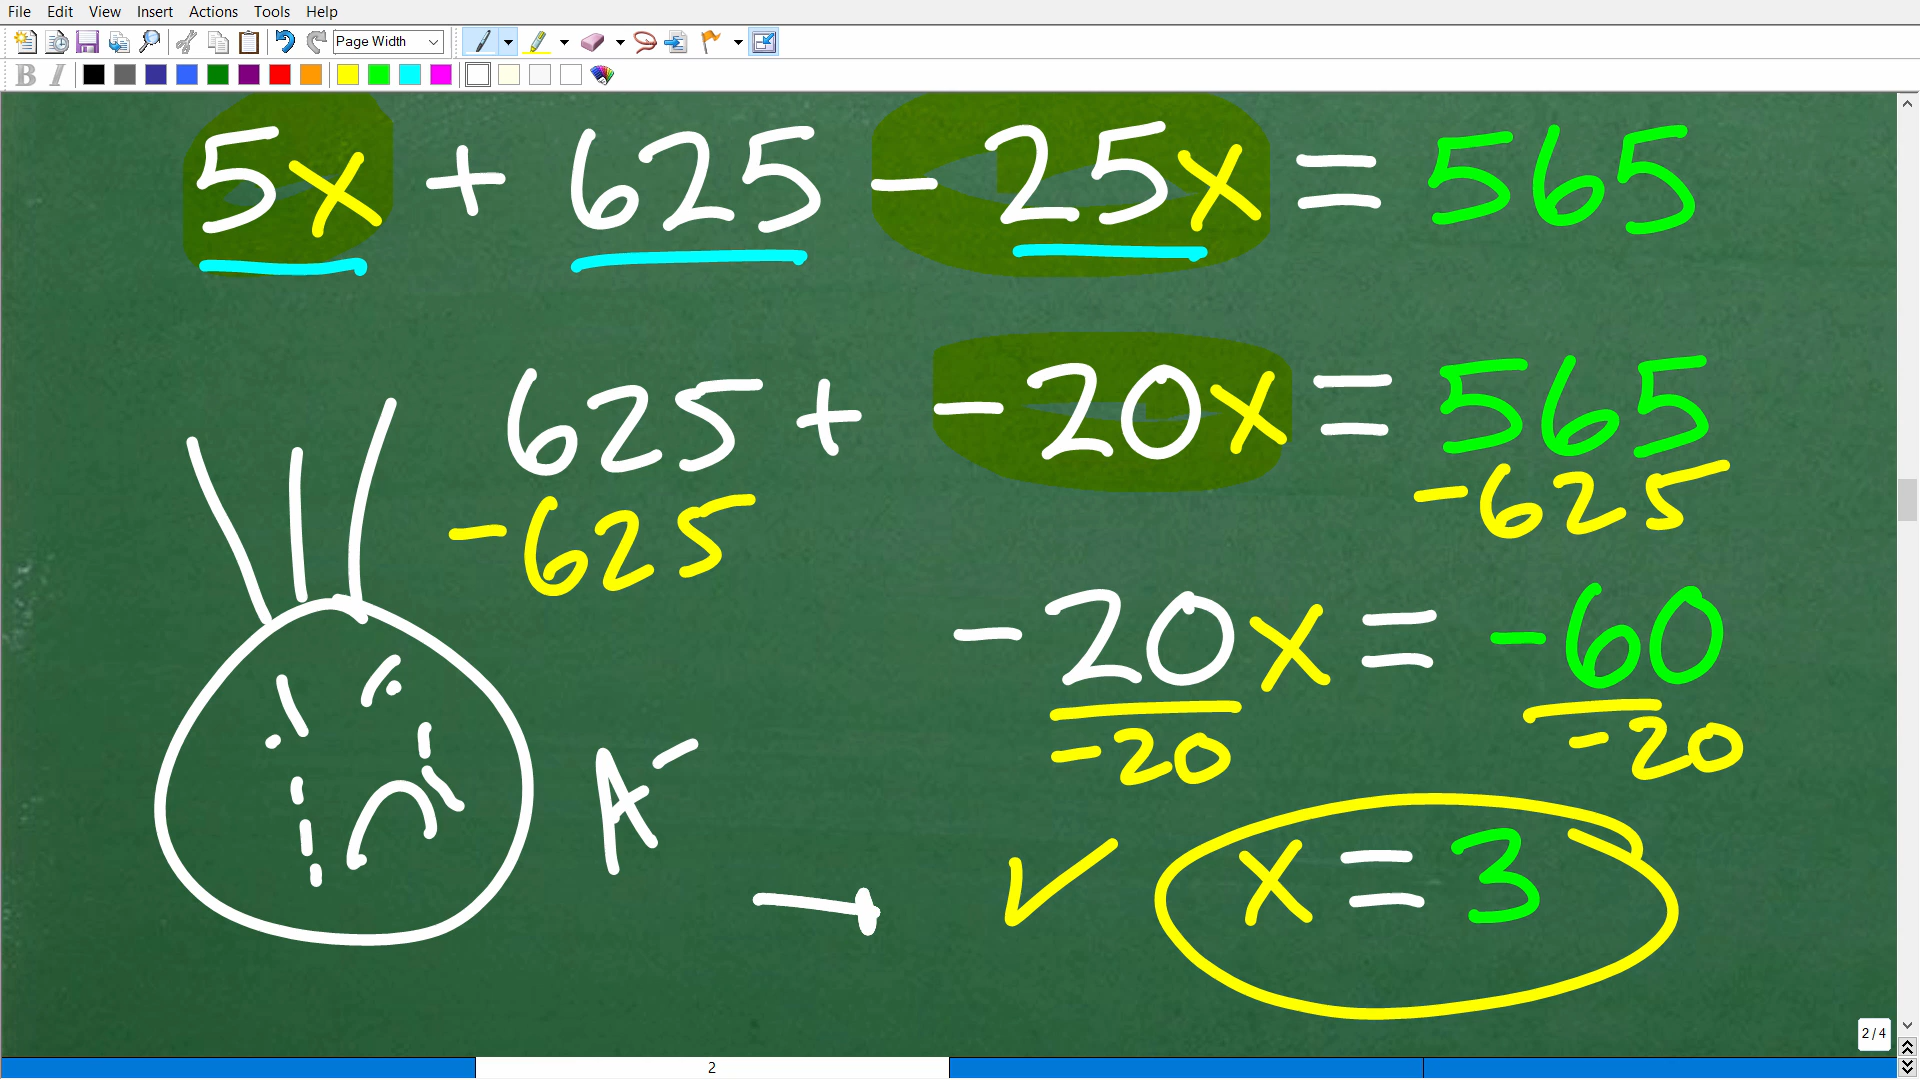 File Edit View Insert Actions Tools Help
Page Width
B I
5x + 625 - 25x = 565
625 + -20x = 565
-625 -625
-20x = -60
-20 -20
A-
x = 3
2 / 4
2